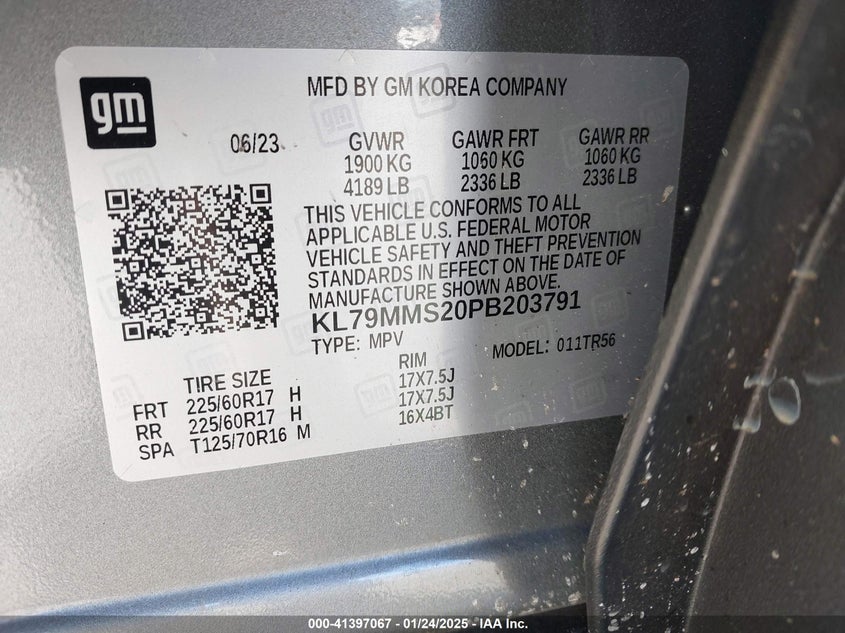 MFD BY GM KOREA COMPANY
gm
06/23
GVWR GAWR FRT GAWR RR
1900 KG 1060 KG 1060 KG
4189 LB 2336 LB 2336 LB
THIS VEHICLE CONFORMS TO ALL
APPLICABLE U.S. FEDERAL MOTOR
VEHICLE SAFETY AND THEFT PREVENTION
STANDARDS IN EFFECT ON THE DATE OF
MANUFACTURE SHOWN ABOVE.
KL79MMS20PB203791
TYPE: MPV MODEL: 011TR56
TIRE SIZE RIM
FRT 225/60R17 H 17X7.5J
RR 225/60R17 H 17X7.5J
SPA T125/70R16 M 16X4BT
000-41397067 - 01/24/2025 - IAA Inc.